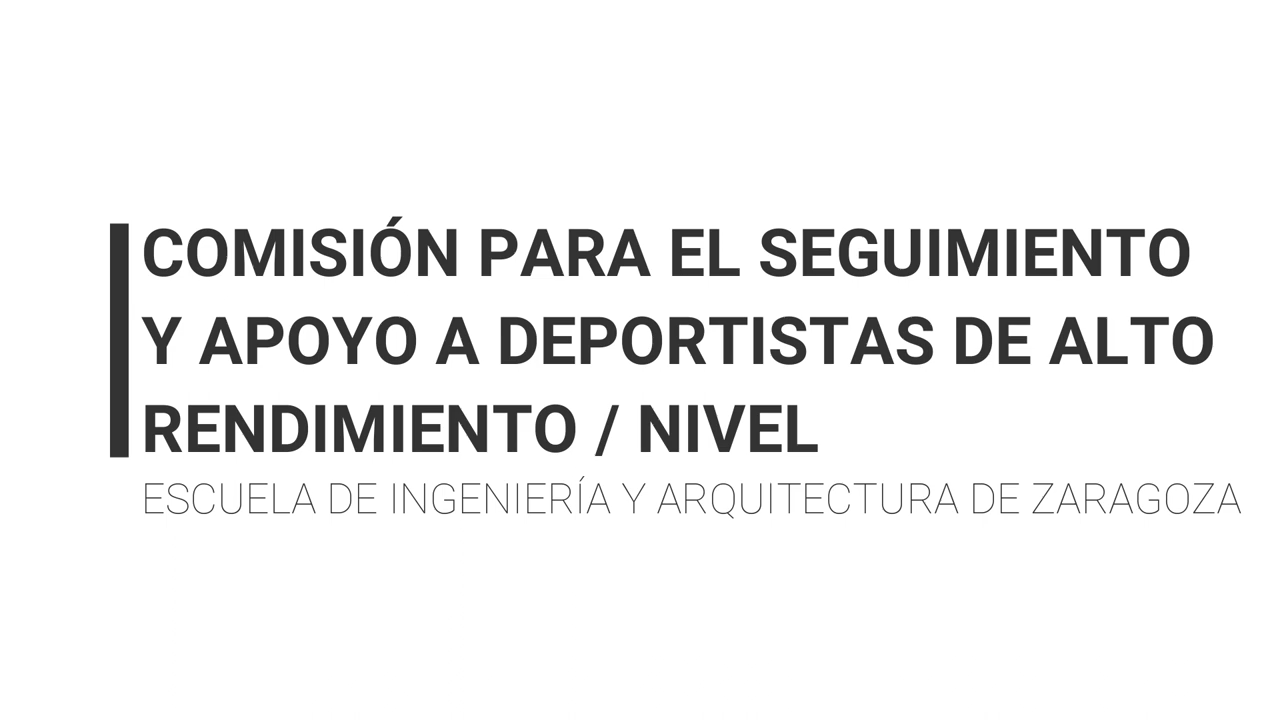 COMISIÓN PARA EL SEGUIMIENTO
Y APOYO A DEPORTISTAS DE ALTO
RENDIMIENTO / NIVEL
ESCUELA DE INGENIERÍA Y ARQUITECTURA DE ZARAGOZA